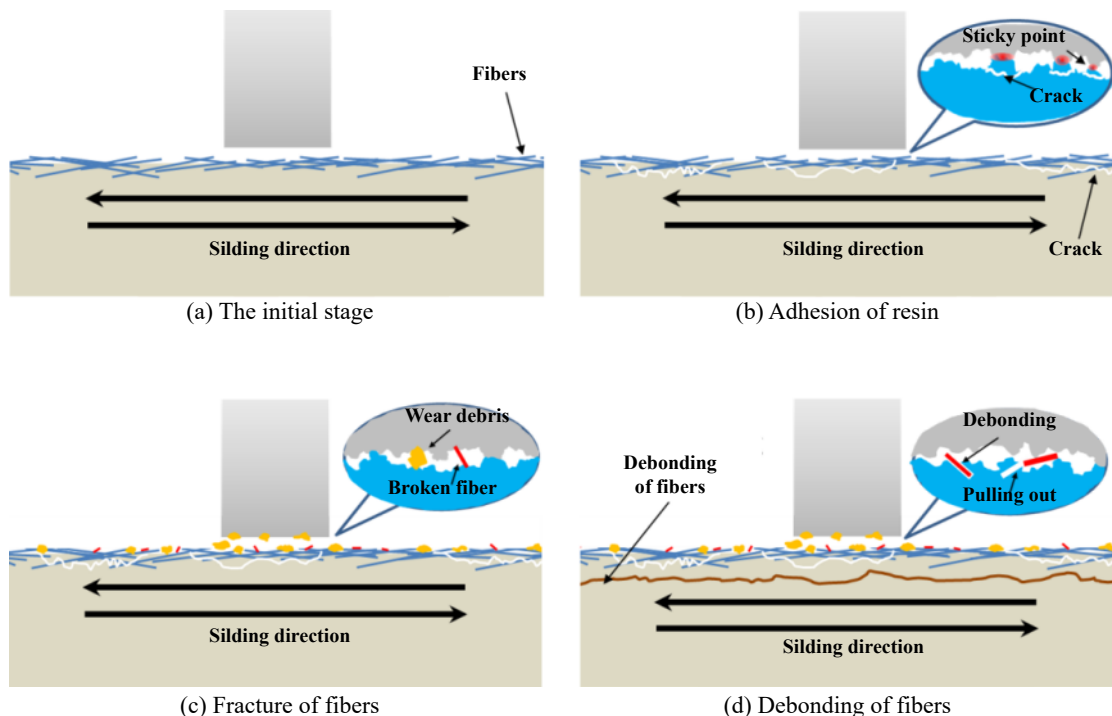 Fibers
Silding direction
(a) The initial stage
Sticky point
Crack
Silding direction
Crack
(b) Adhesion of resin
Wear debris
Broken fiber
Silding direction
(c) Fracture of fibers
Debonding
Debonding
of fibers
Pulling out
Silding direction
(d) Debonding of fibers